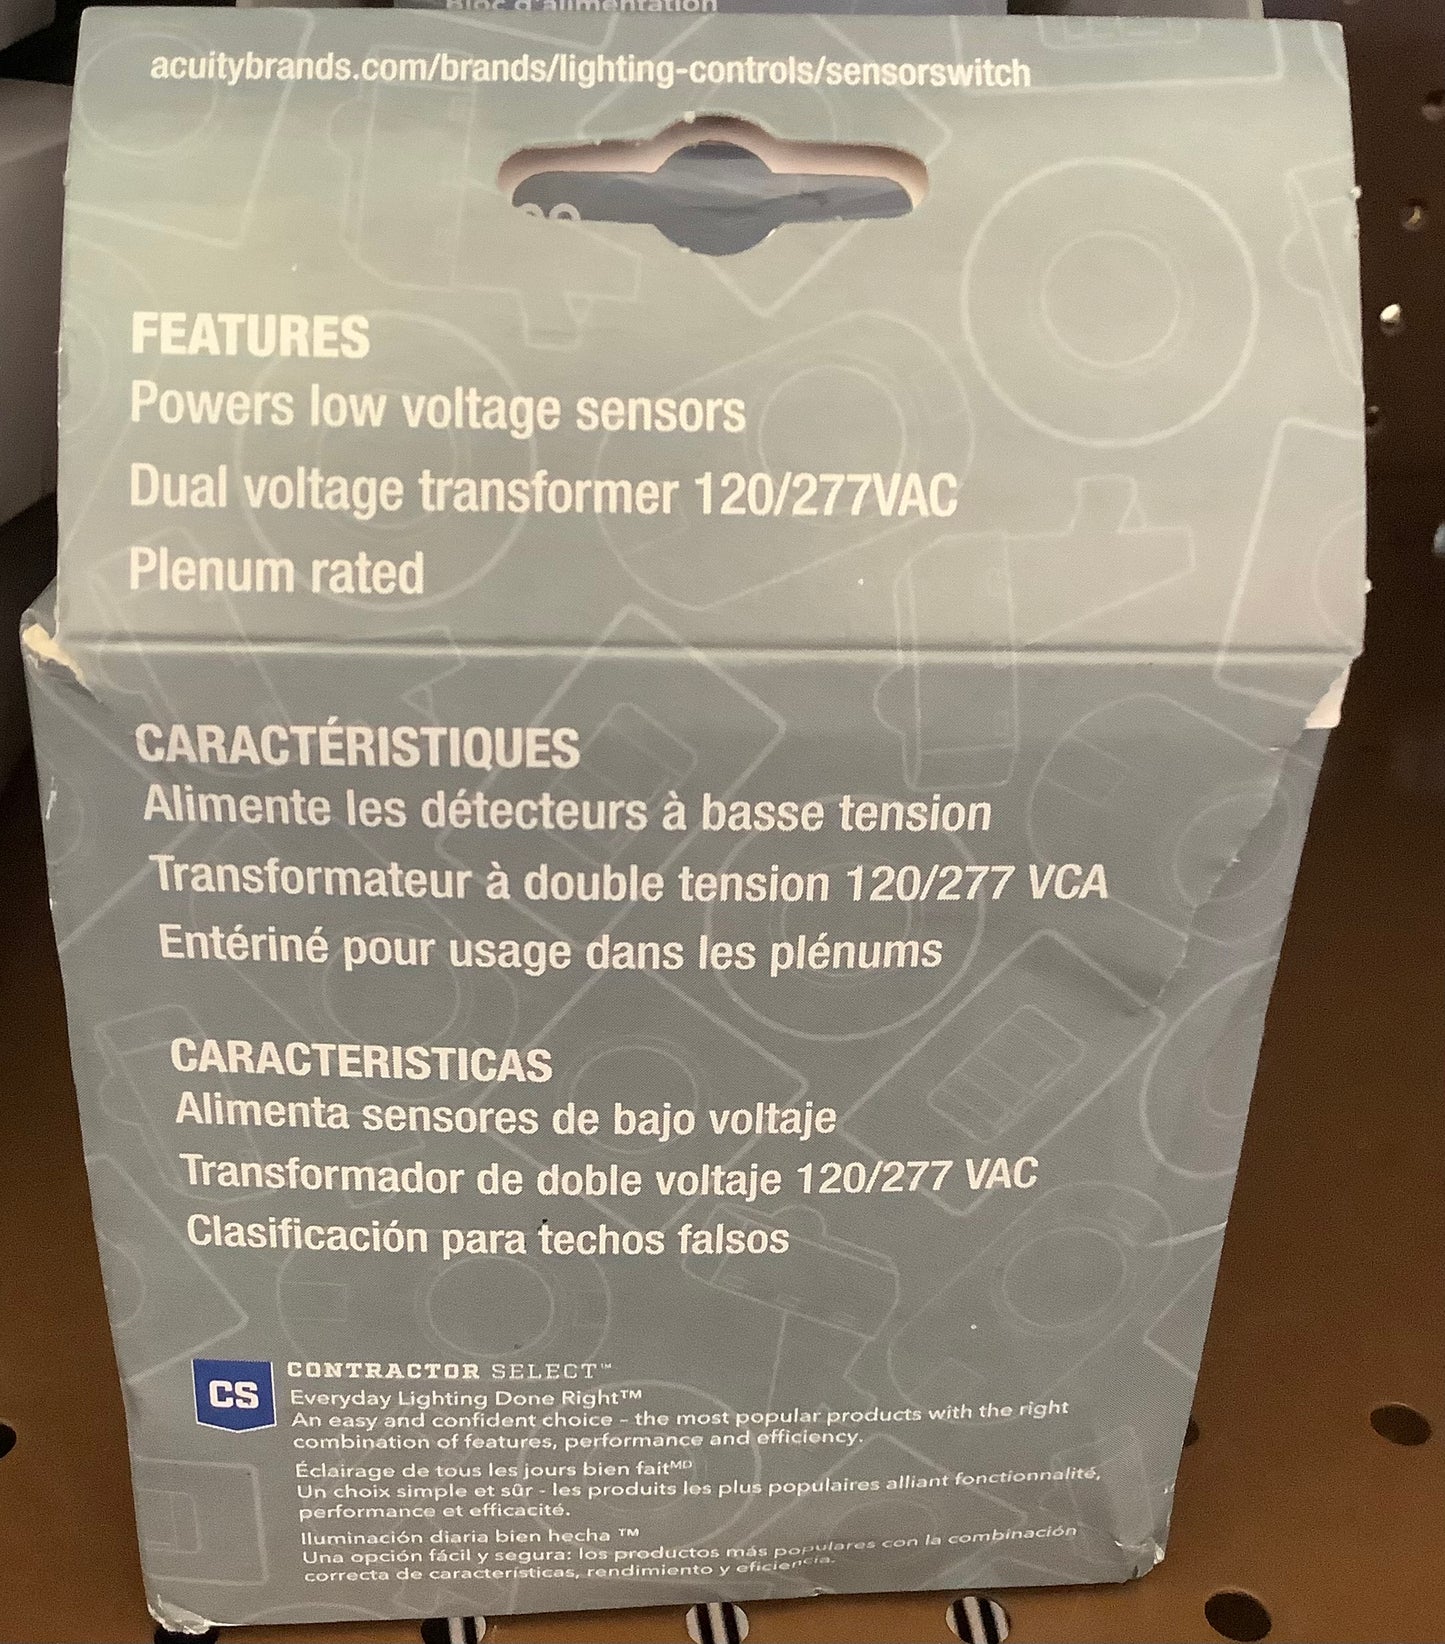 Bloc d'alimentation
acuitybrands.com/brands/lighting-controls/sensorswitch
FEATURES
Powers low voltage sensors
Dual voltage transformer 120/277VAC
Plenum rated
CARACTÉRISTIQUES
Alimente les détecteurs à basse tension
Transformateur à double tension 120/277 VCA
Entériné pour usage dans les plénums
CARACTERISTICAS
Alimenta sensores de bajo voltaje
Transformador de doble voltaje 120/277 VAC
Clasificación para techos falsos
CS
CONTRACTOR SELECT™
Everyday Lighting Done Right™
An easy and confident choice - the most popular products with the right
combination of features, performance and efficiency.
Éclairage de tous les jours bien faitᴹᴰ
Un choix simple et sûr - les produits les plus populaires alliant fonctionnalité,
performance et efficacité.
Iluminación diaria bien hecha ™
Una opción fácil y segura: los productos más populares con la combinación
correcta de características, rendimiento y eficiencia.